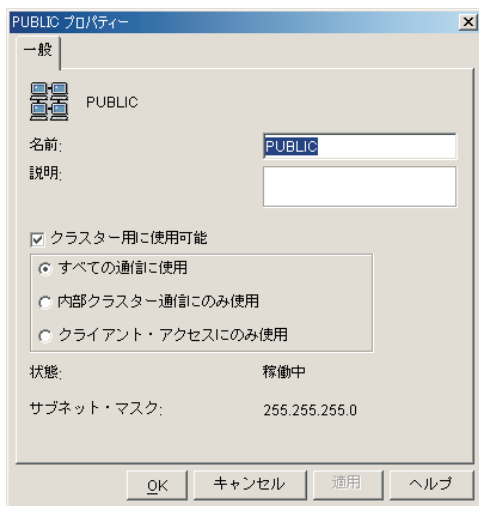 PUBLIC プロパティー
一般
PUBLIC
名前: PUBLIC
説明:
クラスター用に使用可能
すべての通信に使用
内部クラスター通信にのみ使用
クライアント・アクセスにのみ使用
状態: 稼働中
サブネット・マスク: 255.255.255.0
OK キャンセル 適用 ヘルプ